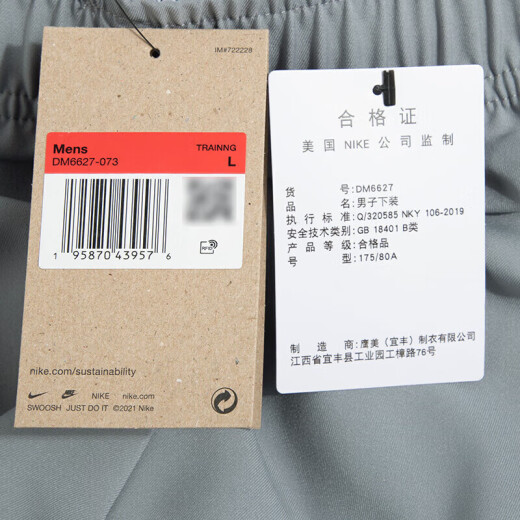 IM#722228
Mens
TRAINNG
DM6627-073
L
RFID
1 95870 43957 6
nike.com/sustainability
NIKE nike.com
SWOOSH JUST DO IT ©2021 Nike
合格证
美国 NIKE 公司监制
货号:DM6627
品名:男子下装
执行标准:Q/320585 NKY 106-2019
安全技术类别:GB 18401 B类
产品等级:合格品
号型:175/80A
制造商:鹰美(宜丰)制衣有限公司
江西省宜丰县工业园工樟路76号